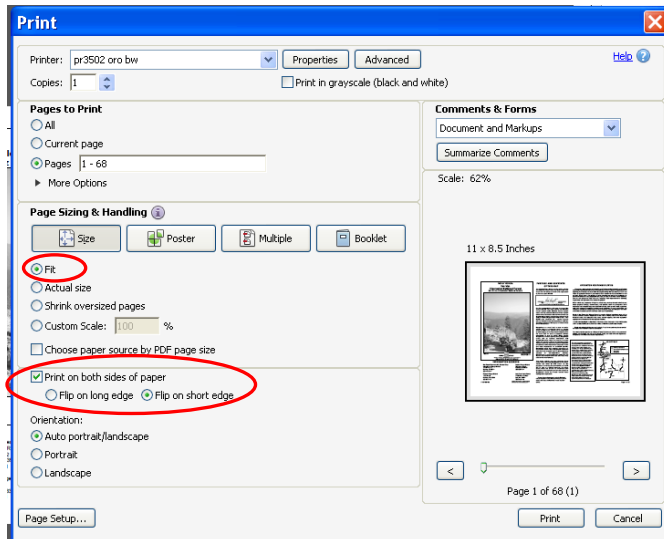 Print
Printer: pr3502 oro bw Properties Advanced Help
Copies: 1 Print in grayscale (black and white)
Pages to Print
All
Current page
Pages 1 - 68
More Options
Comments & Forms
Document and Markups
Summarize Comments
Scale: 62%
Page Sizing & Handling
Size Poster Multiple Booklet
Fit
Actual size
Shrink oversized pages
Custom Scale: 100 %
Choose paper source by PDF page size
Print on both sides of paper
Flip on long edge Flip on short edge
Orientation:
Auto portrait/landscape
Portrait
Landscape
11 x 8.5 Inches
< >
Page 1 of 68 (1)
Page Setup... Print Cancel